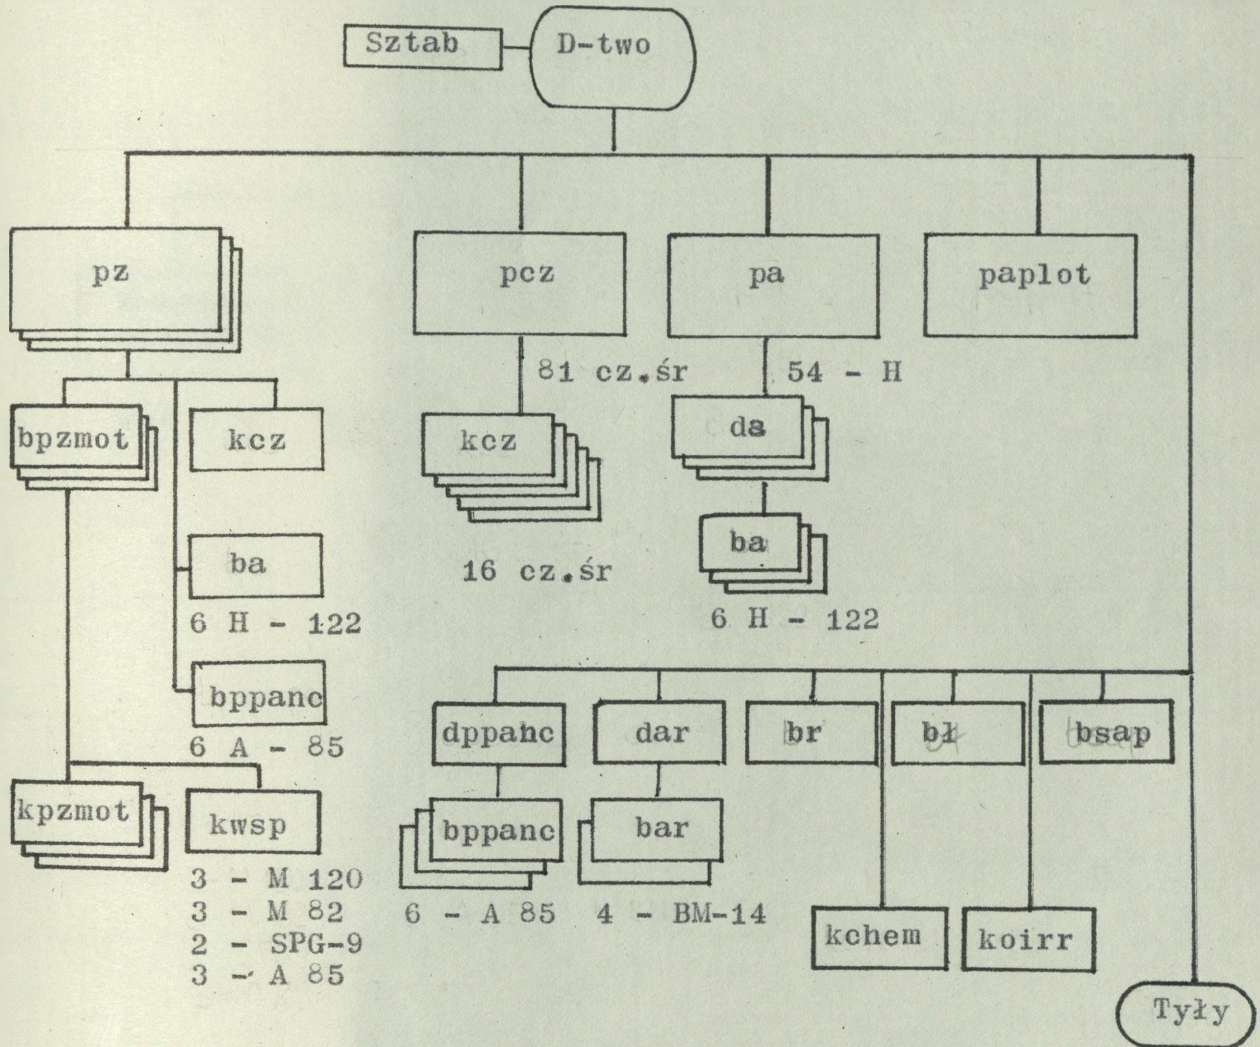 Sztab
D-two
pz
pcz
pa
paplot
81 cz.śr
54 - H
bpzmot
kcz
kcz
da
ba
16 cz.śr
ba
6 H - 122
6 H - 122
bppanc
6 A - 85
dppanc
dar
br
bł
bsap
kpzmot
kwsp
bppanc
bar
3 - M 120
3 - M 82
2 - SPG-9
3 - A 85
6 - A 85
4 - BM-14
kchem
koirr
Tyły